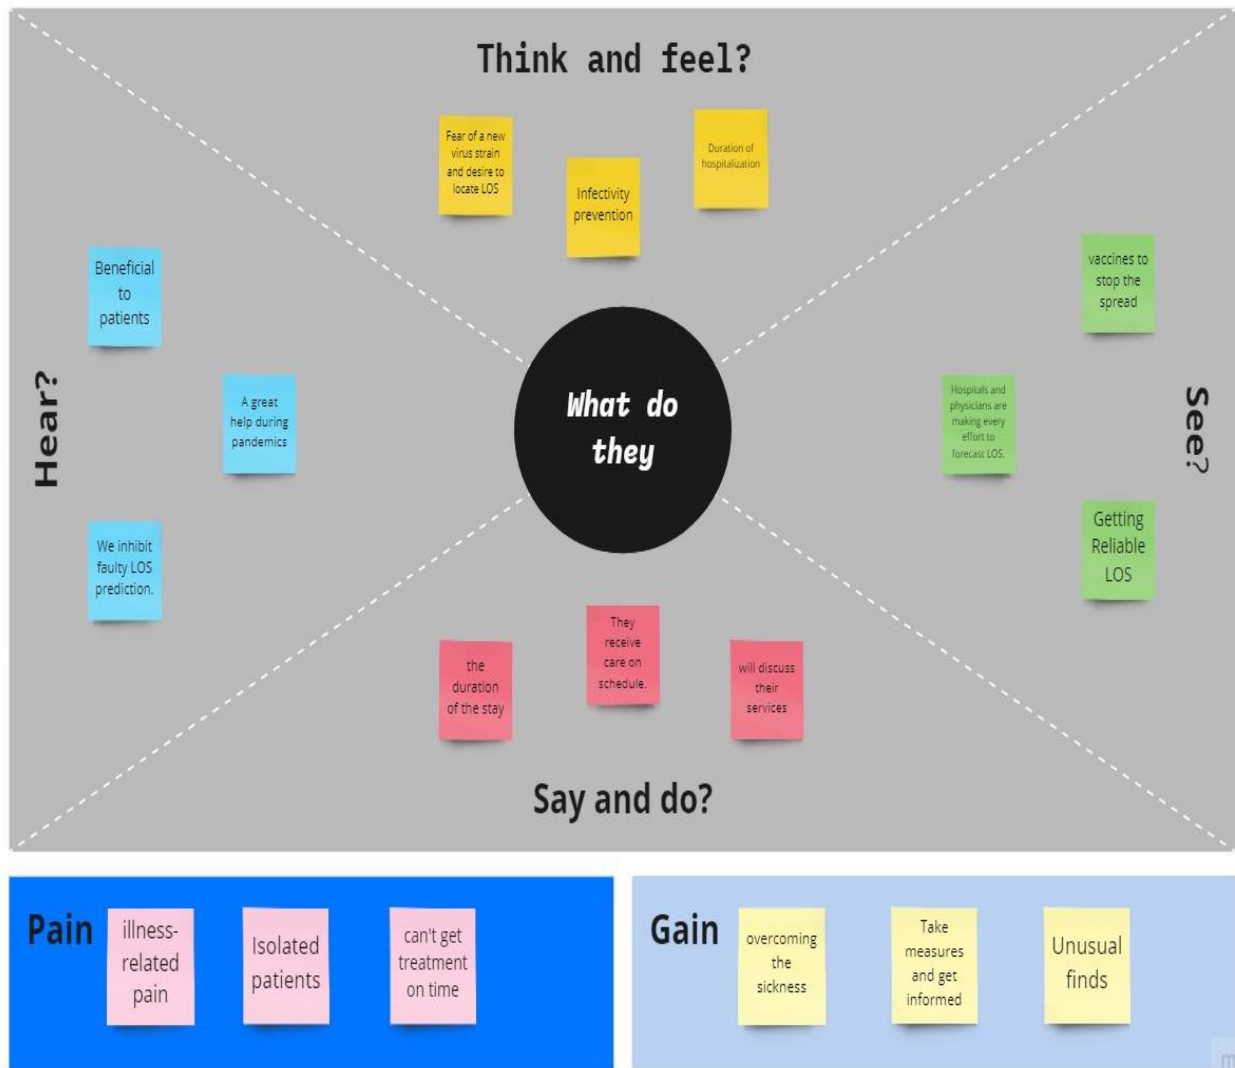 Think and feel?
Fear of a new
virus strain
and desire to
locate LOS
Infectivity
prevention
Duration of
hospitalization
Hear?
Beneficial
to
patients
A great
help during
pandemics
We inhibit
faulty LOS
prediction.
What do
they
See?
vaccines to
stop the
spread
Hospitals and
physicians are
making every
effort to
forecast LOS.
Getting
Reliable
LOS
the
duration
of the stay
They
receive
care on
schedule.
will discuss
their
services
Say and do?
Pain
illness-
related
pain
Isolated
patients
can't get
treatment
on time
Gain
overcoming
the
sickness
Take
measures
and get
informed
Unusual
finds